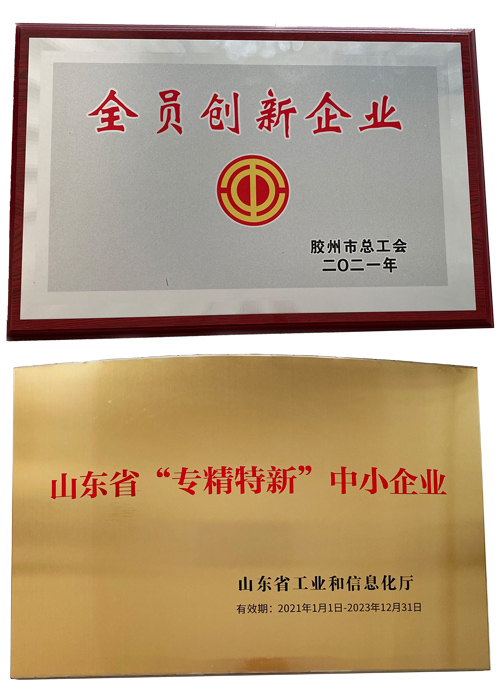 全员创新企业
胶州市总工会
二〇二一年
山东省“专精特新”中小企业
山东省工业和信息化厅
有效期：2021年1月1日-2023年12月31日